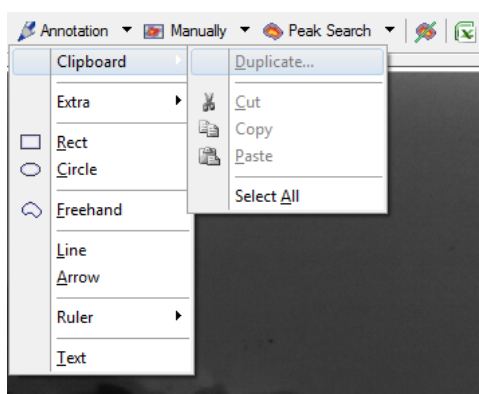 Annotation Manually Peak Search
Clipboard
Extra
Rect
Circle
Freehand
Line
Arrow
Ruler
Text
Duplicate...
Cut
Copy
Paste
Select All